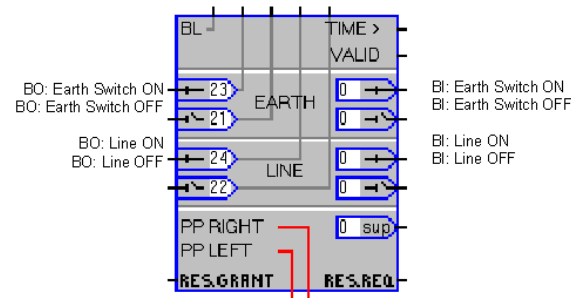 BL TIME >
VALID
BO: Earth Switch ON 23 0 BI: Earth Switch ON
EARTH
BO: Earth Switch OFF 21 0 BI: Earth Switch OFF
BO: Line ON 24 0 BI: Line ON
BO: Line OFF LINE BI: Line OFF
22 0
PP RIGHT 0 sup
PP LEFT
RES.GRANT RES.REQ